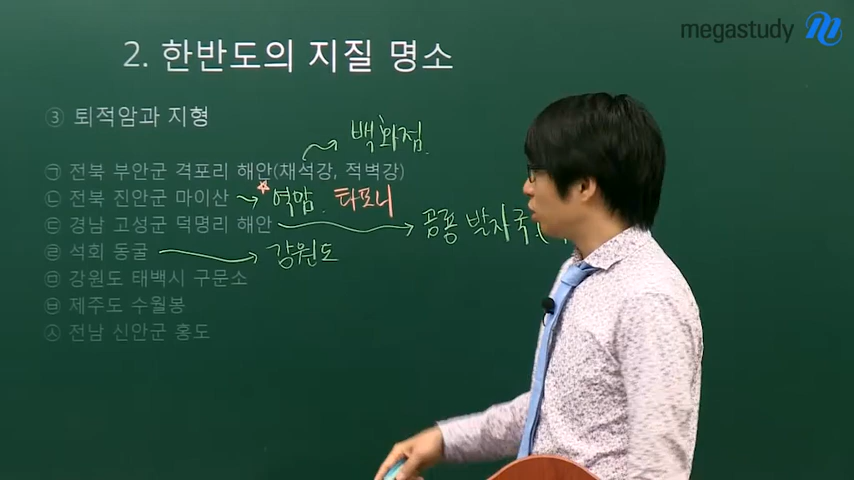 megastudy
2. 한반도의 지질 명소
③ 퇴적암과 지형
백화점
㉠ 전북 부안군 격포리 해안(채석강, 적벽강)
㉡ 전북 진안군 마이산 역암. 타포니
㉢ 경남 고성군 덕명리 해안 공룡 발자국
㉣ 석회 동굴 강원도
㉤ 강원도 태백시 구문소
㉥ 제주도 수월봉
㉦ 전남 신안군 홍도